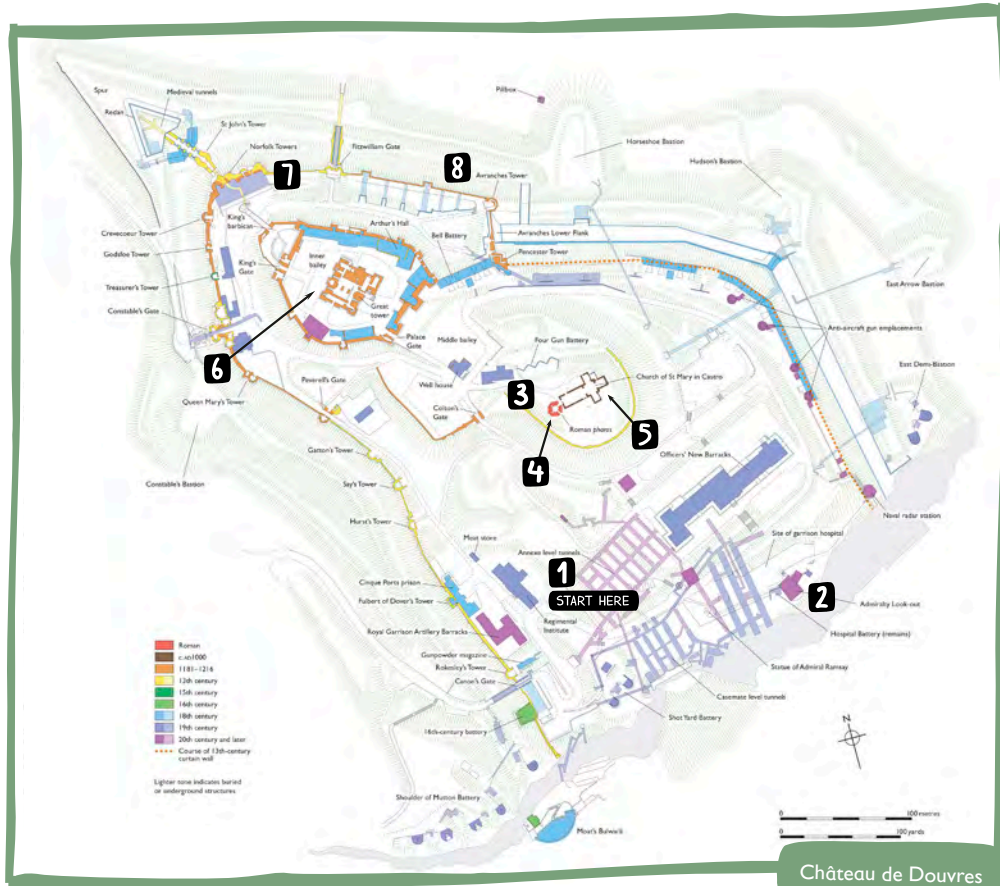 Spur
Medieval tunnels
Redan
St John's Tower
Norfolk Towers
Fitzwilliam Gate
Pillbox
Horseshoe Bastion
Hudson's Bastion
7
8
Avranches Tower
King's
barbican
Arthur's Hall
Bell Battery
Avranches Lower Flank
Pencester Tower
Crevecoeur Tower
Godsfoe Tower
King's
Gate
Inner
bailey
Treasurer's Tower
Great
tower
Constable's Gate
East Arrow Bastion
Anti-aircraft gun emplacements
Palace
Gate
Middle bailey
Four Gun Battery
East Demi-Bastion
6
Queen Mary's Tower
Peverell's Gate
Well house
Church of St Mary in Castro
3
Colton's
Gate
Roman pharos
4
5
Gatton's Tower
Officers' New Barracks
Constable's Bastion
Say's Tower
Naval radar station
Hurst's Tower
Site of garrison hospital
Moat store
Annexe level tunnels
1
START HERE
2
Cinque Ports prison
Fulbert of Dover's Tower
Admiralty Look-out
Regimental
Institute
Royal Garrison Artillery Barracks
Hospital Battery (remains)
Gunpowder magazine
Rokesley's Tower
Canon's Gate
Statue of Admiral Ramsay
Casemate level tunnels
Shot Yard Battery
16th-century battery
Roman
c.AD1000
1181–1216
13th century
15th century
16th century
18th century
19th century
20th century and later
Course of 13th-century
curtain wall
Lighter tone indicates buried
or underground structures
N
Shoulder of Mutton Battery
Moat's Bulwark
0 100 metres
0 100 yards
Château de Douvres